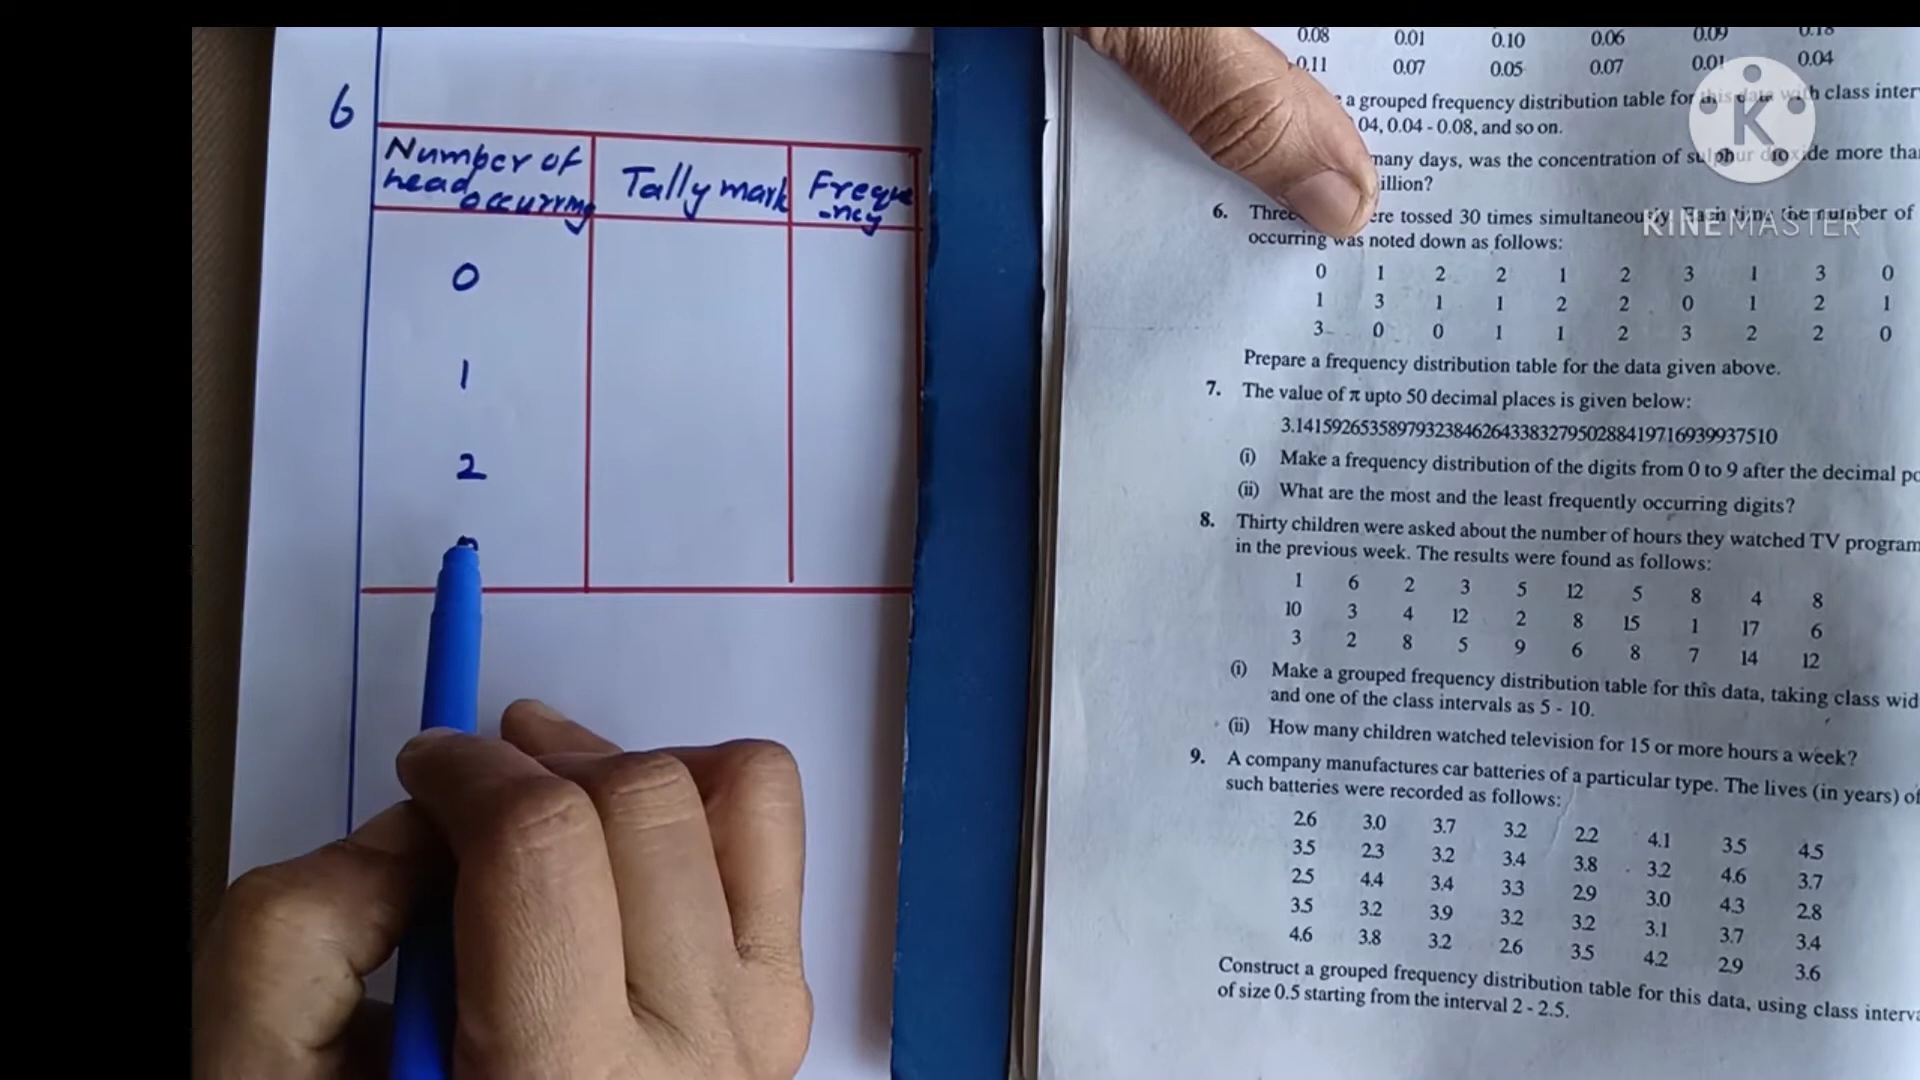 6
Number of
head occurring
Tally mark
Freque
-ncy
0
1
2
0.08 0.01 0.10 0.06 0.09 0.18
0.11 0.07 0.05 0.07 0.01 0.04
a grouped frequency distribution table for this data with class inter
04, 0.04 - 0.08, and so on.
many days, was the concentration of sulphur dioxide more tha
illion?
6. Three ere tossed 30 times simultaneously. Each time the number of
occurring was noted down as follows:
0 1 2 2 1 2 3 1 3 0
1 3 1 1 2 2 0 1 2 1
3 0 0 1 1 2 3 2 2 0
Prepare a frequency distribution table for the data given above.
7. The value of π upto 50 decimal places is given below:
3.14159265358979323846264338327950288419716939937510
(i) Make a frequency distribution of the digits from 0 to 9 after the decimal po
(ii) What are the most and the least frequently occurring digits?
8. Thirty children were asked about the number of hours they watched TV program
in the previous week. The results were found as follows:
1 6 2 3 5 12 5 8 4 8
10 3 4 12 2 8 15 1 17 6
3 2 8 5 9 6 8 7 14 12
(i) Make a grouped frequency distribution table for this data, taking class wid
and one of the class intervals as 5 - 10.
(ii) How many children watched television for 15 or more hours a week?
9. A company manufactures car batteries of a particular type. The lives (in years) of
such batteries were recorded as follows:
2.6 3.0 3.7 3.2 2.2 4.1 3.5 4.5
3.5 2.3 3.2 3.4 3.8 3.2 4.6 3.7
2.5 4.4 3.4 3.3 2.9 3.0 4.3 2.8
3.5 3.2 3.9 3.2 3.2 3.1 3.7 3.4
4.6 3.8 3.2 2.6 3.5 4.2 2.9 3.6
Construct a grouped frequency distribution table for this data, using class interva
of size 0.5 starting from the interval 2 - 2.5.
K
KINEMASTER